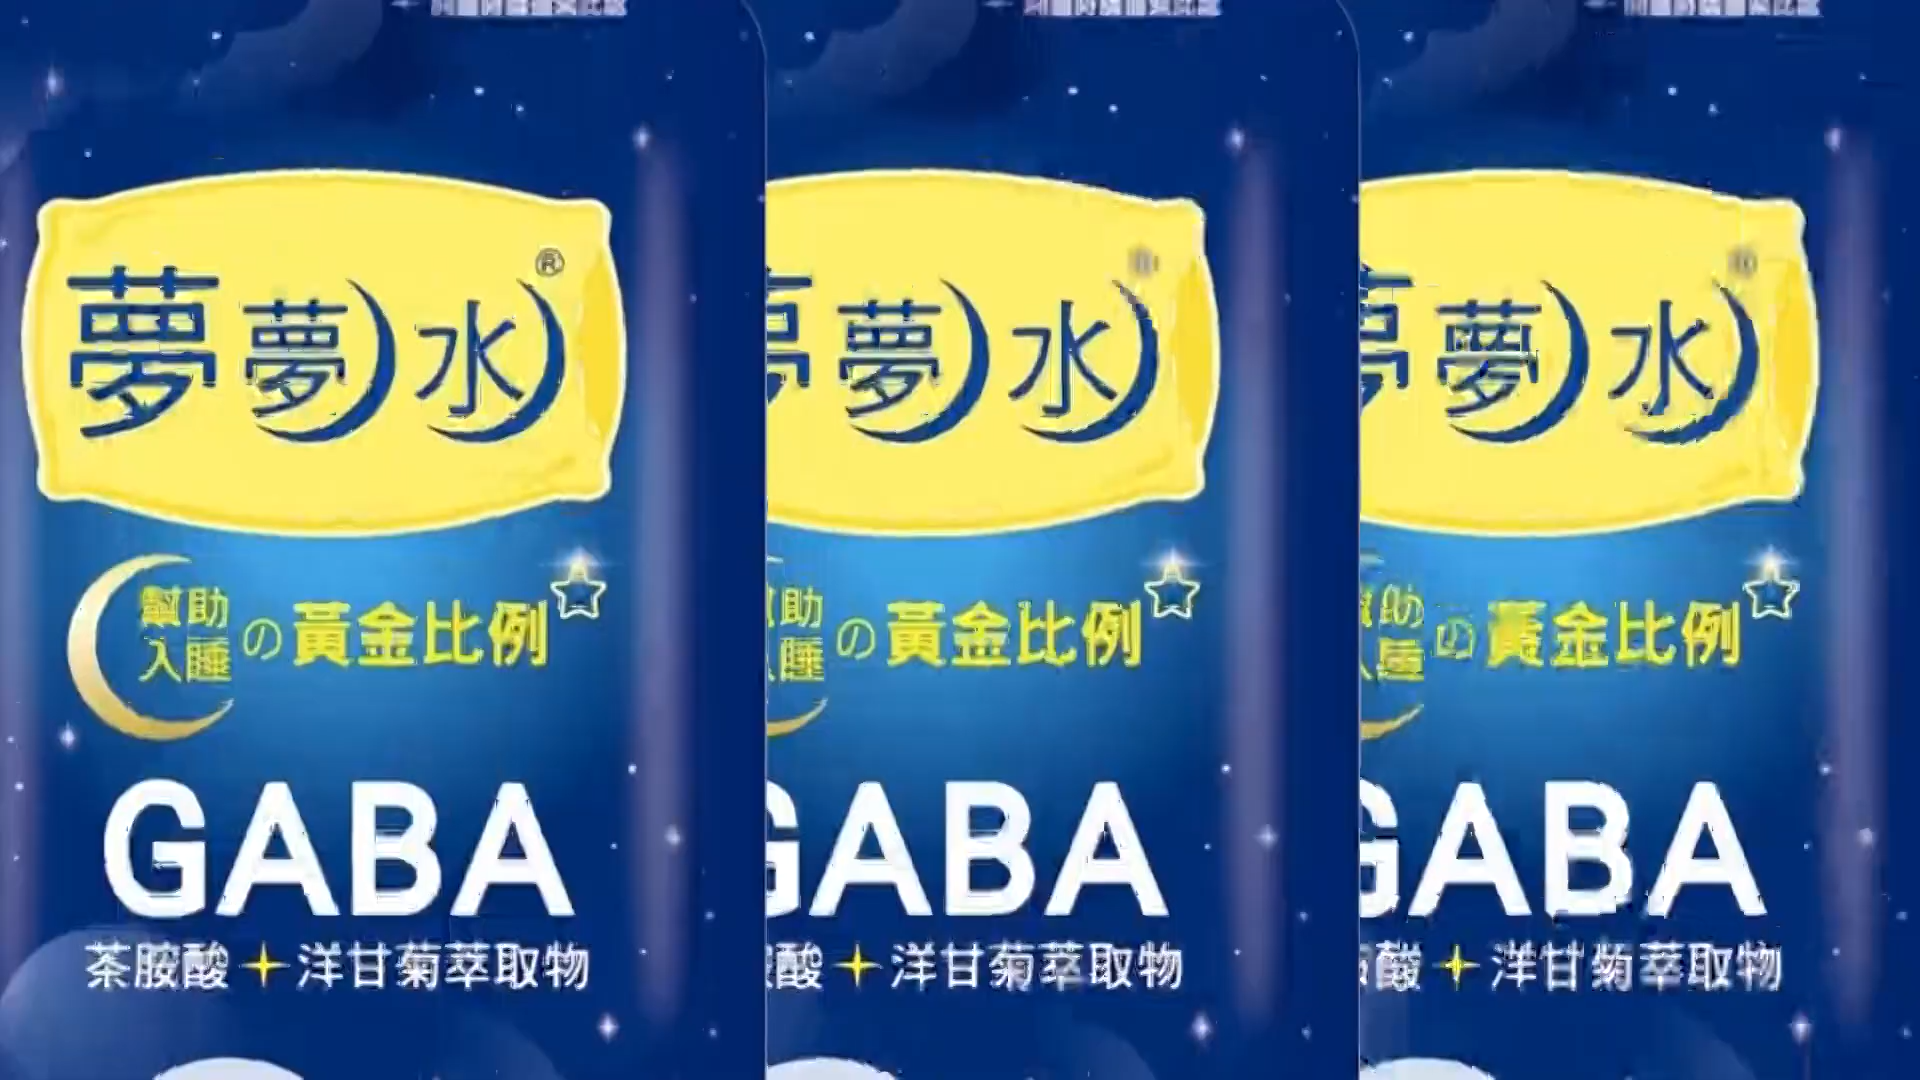 夢夢水®
幫助
入睡
の黃金比例
GABA
茶胺酸 洋甘菊萃取物
夢夢水
助
睡
の黃金比例
GABA
酸 洋甘菊萃取物
夢夢水
助
睡
の黃金比例
GABA
酸 洋甘菊萃取物